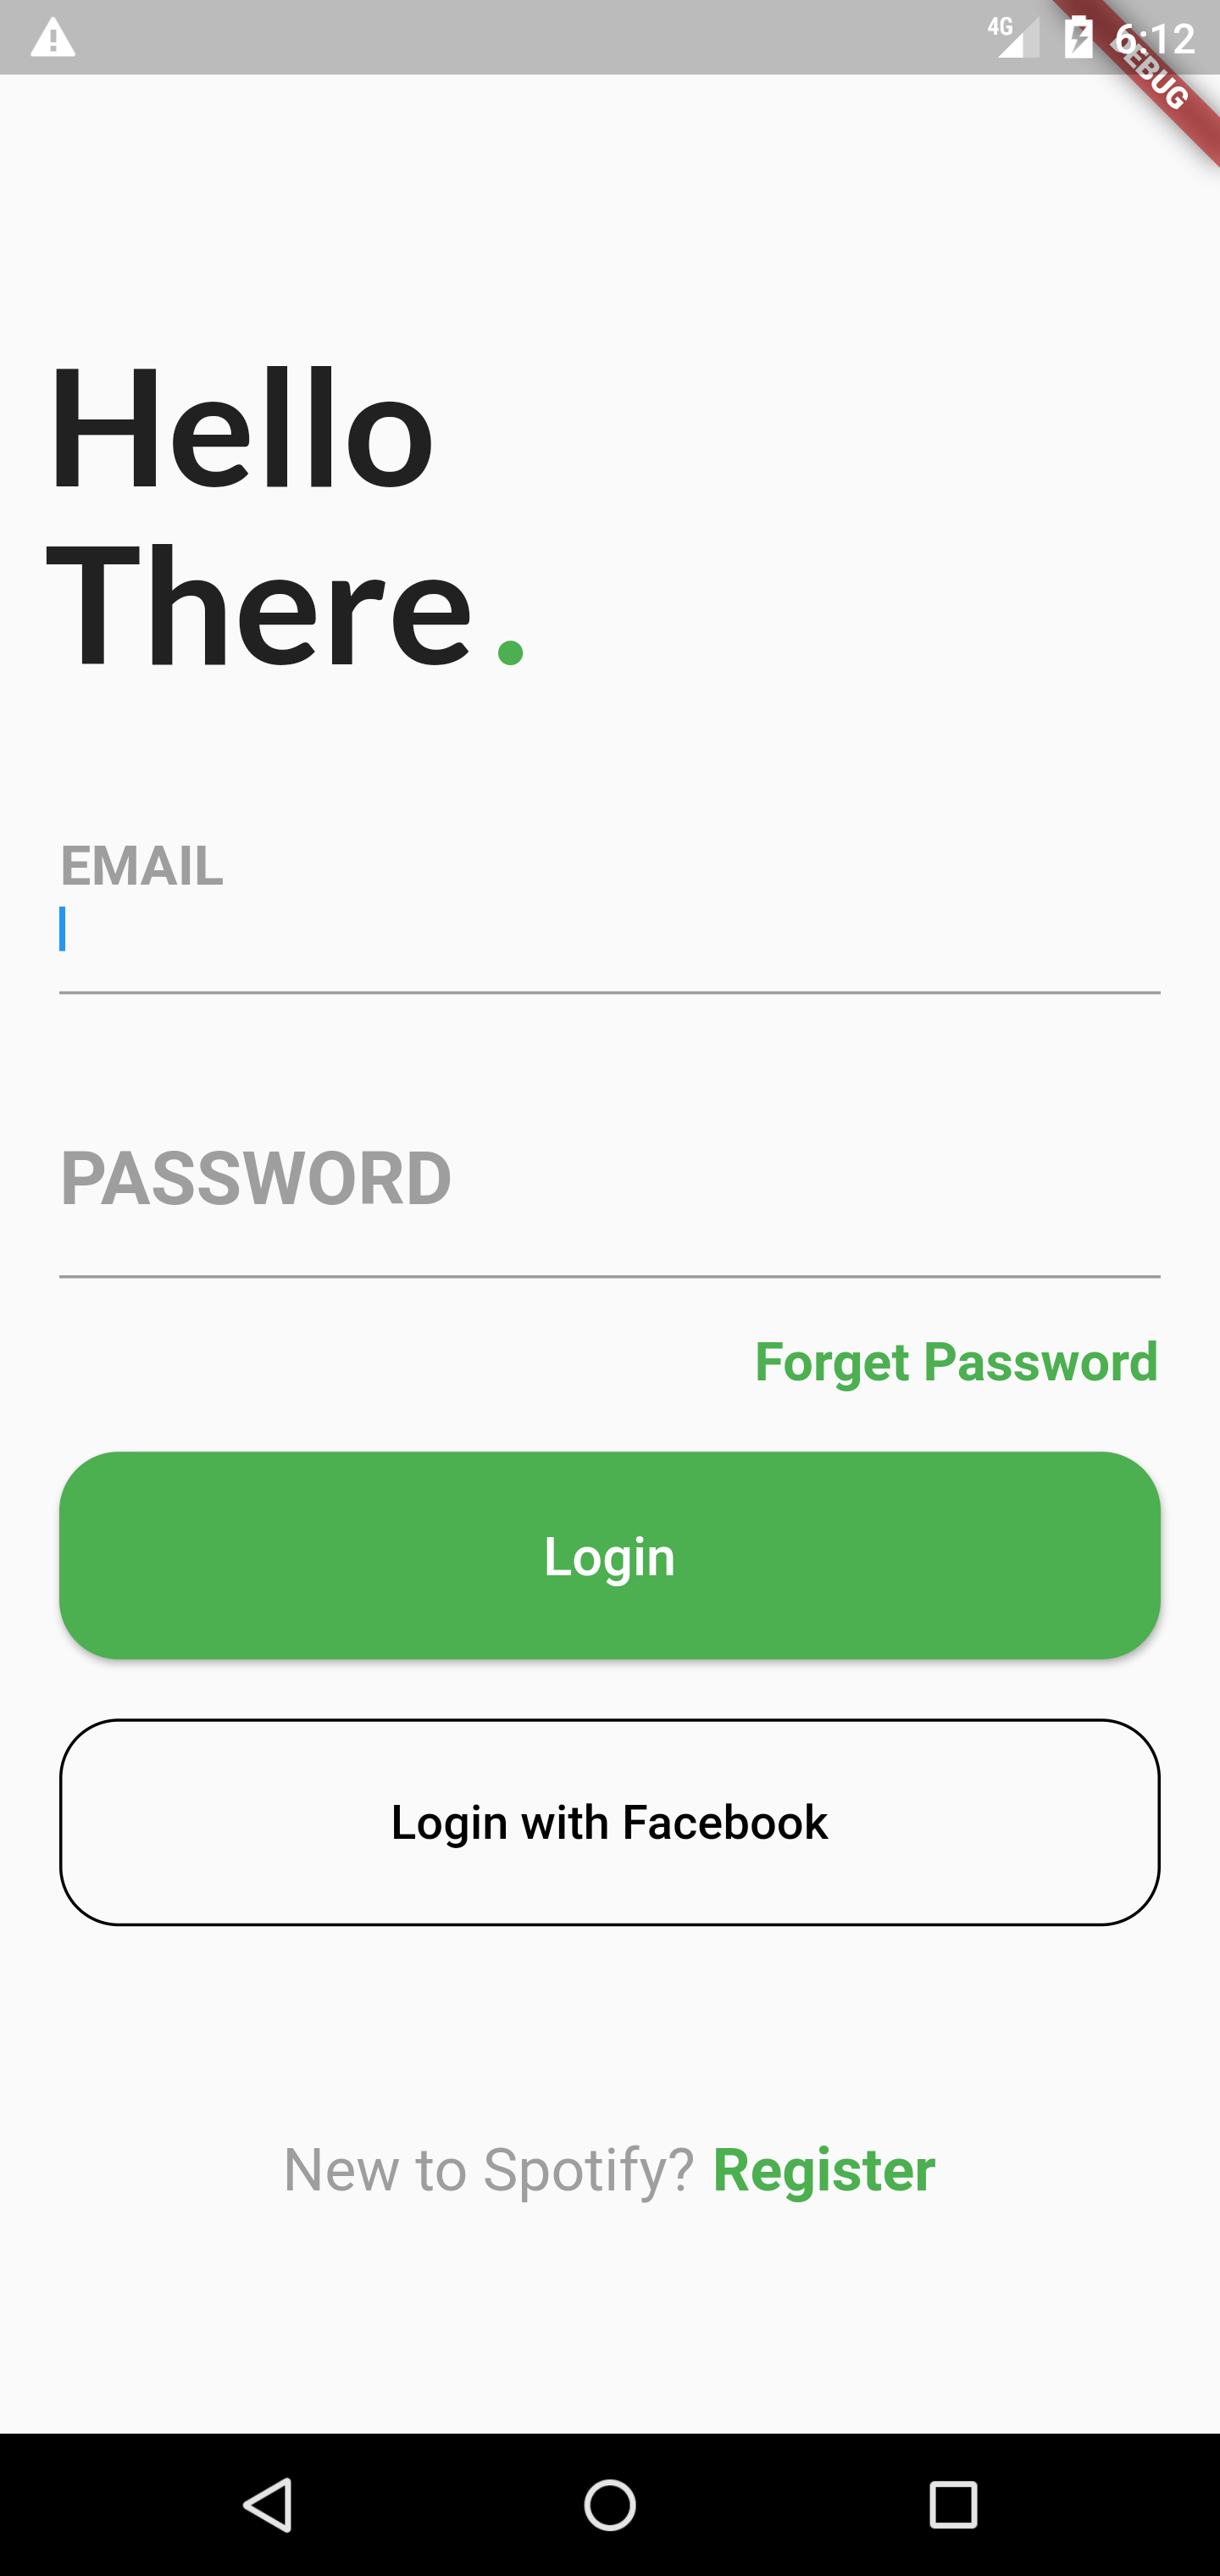 4G 6:12
DEBUG
Hello
There.
EMAIL
PASSWORD
Forget Password
Login
Login with Facebook
New to Spotify? Register